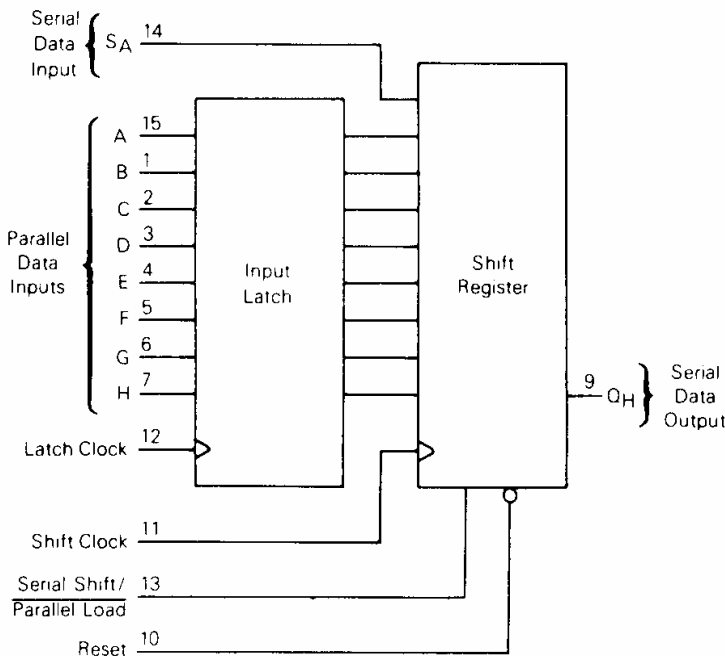 Serial
Data
Input
SA 14
Parallel
Data
Inputs
A 15
B 1
C 2
D 3
E 4
F 5
G 6
H 7
Latch Clock 12
Input
Latch
Shift
Register
9 QH
Serial
Data
Output
Shift Clock 11
Serial Shift/
Parallel Load 13
Reset 10